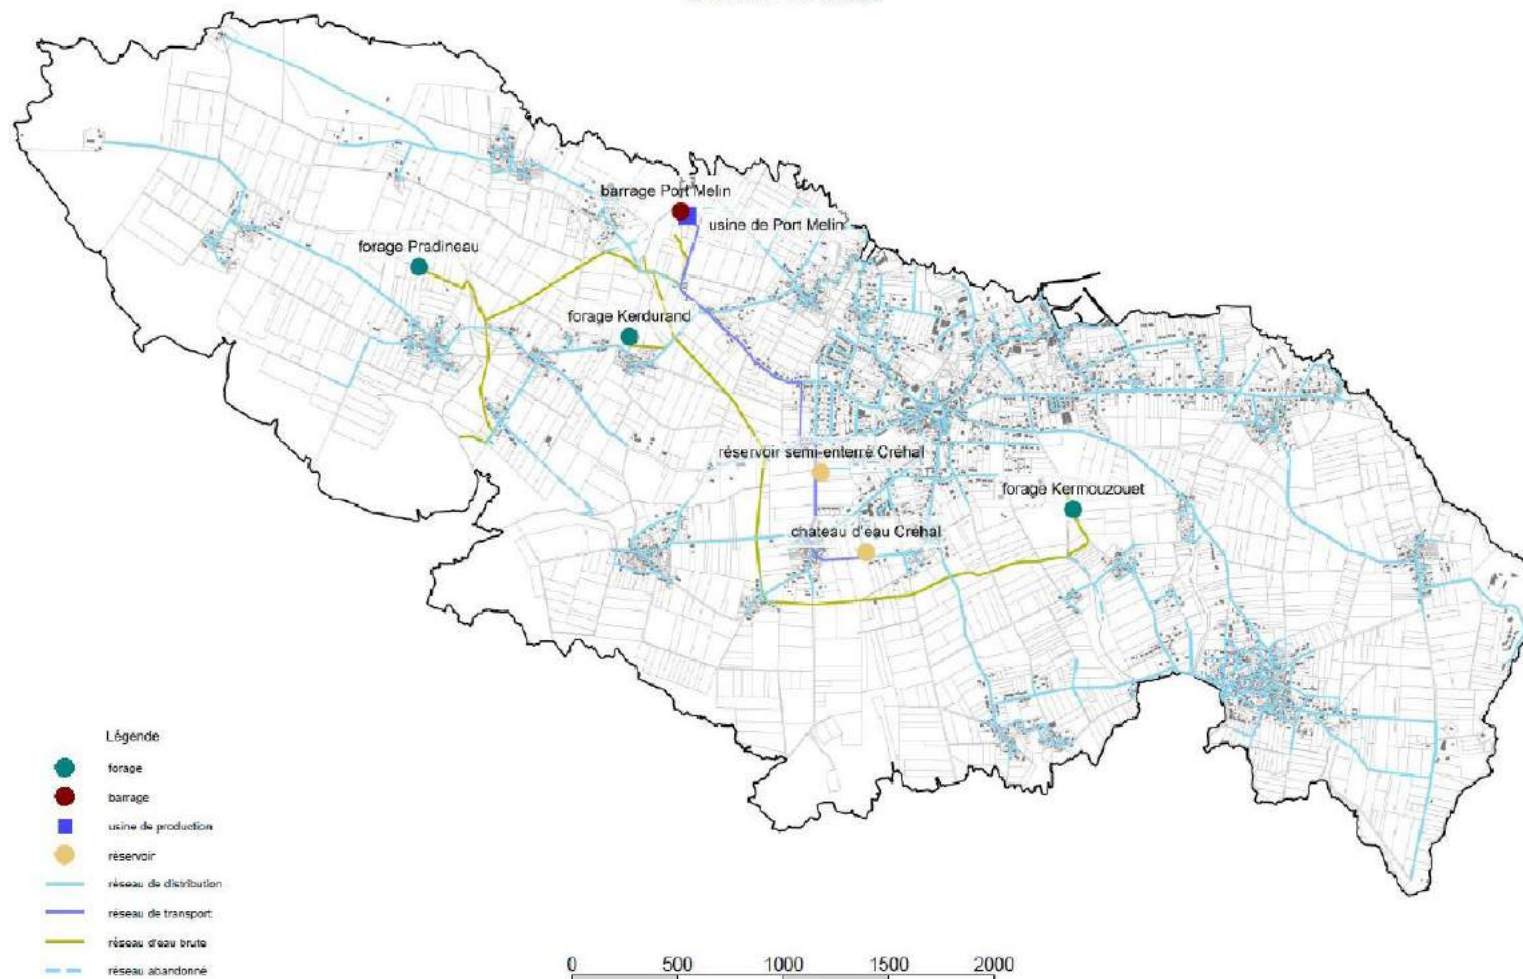 barrage Port Melin
usine de Port Melin
forage Pradineau
forage Kerdurand
réservoir semi-enterré Créhal
forage Kermouzouet
chateau d'eau Créhal
Légende
forage
barrage
usine de production
réservoir
réseau de distribution
réseau de transport
réseau d'eau brute
réseau abandonné
0 500 1000 1500 2000